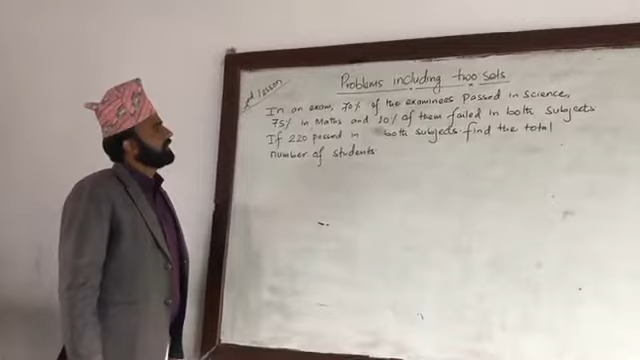 lesson
Problems including two sets
In an exam, 70% of the examinees passed in science,
75% in Maths and 10% of them failed in both subjects
If 220 passed in both subjects. find the total
number of students.